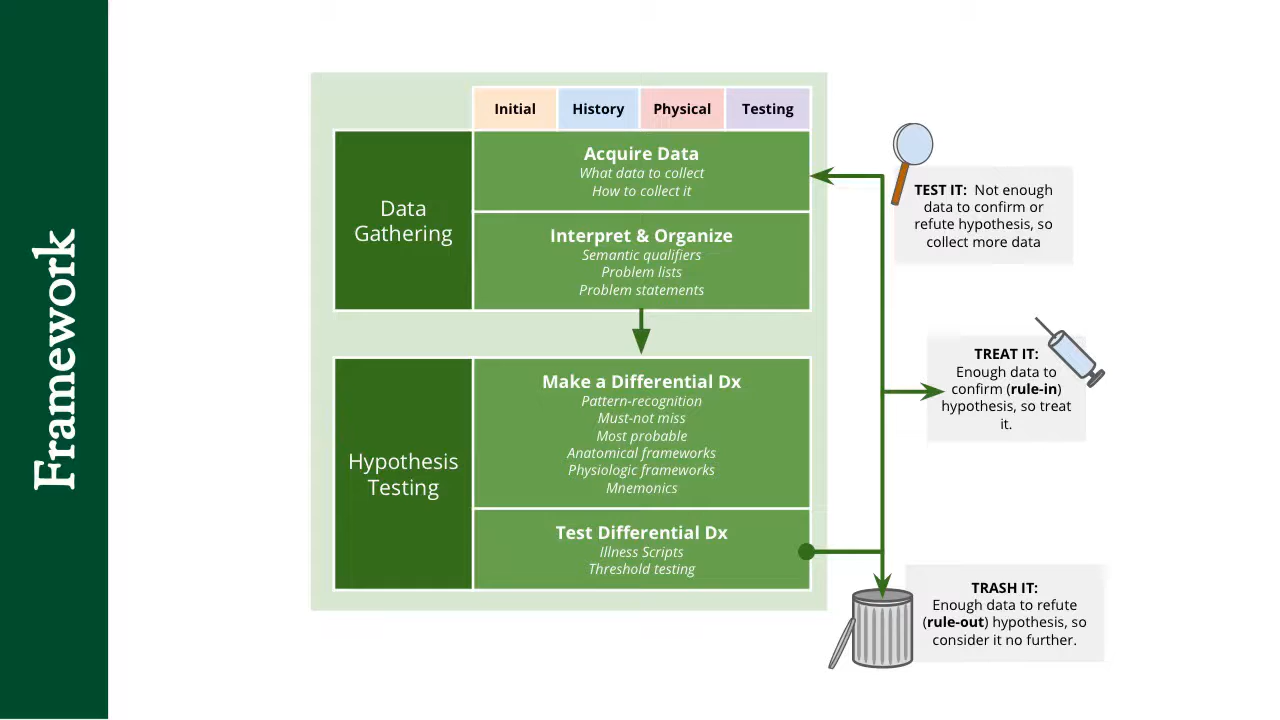 Framework
Initial
History
Physical
Testing
Data
Gathering
Acquire Data
What data to collect
How to collect it
Interpret & Organize
Semantic qualifiers
Problem lists
Problem statements
Hypothesis
Testing
Make a Differential Dx
Pattern-recognition
Must-not miss
Most probable
Anatomical frameworks
Physiologic frameworks
Mnemonics
Test Differential Dx
Illness Scripts
Threshold testing
TEST IT: Not enough
data to confirm or
refute hypothesis, so
collect more data
TREAT IT:
Enough data to
confirm (rule-in)
hypothesis, so treat
it.
TRASH IT:
Enough data to refute
(rule-out) hypothesis, so
consider it no further.